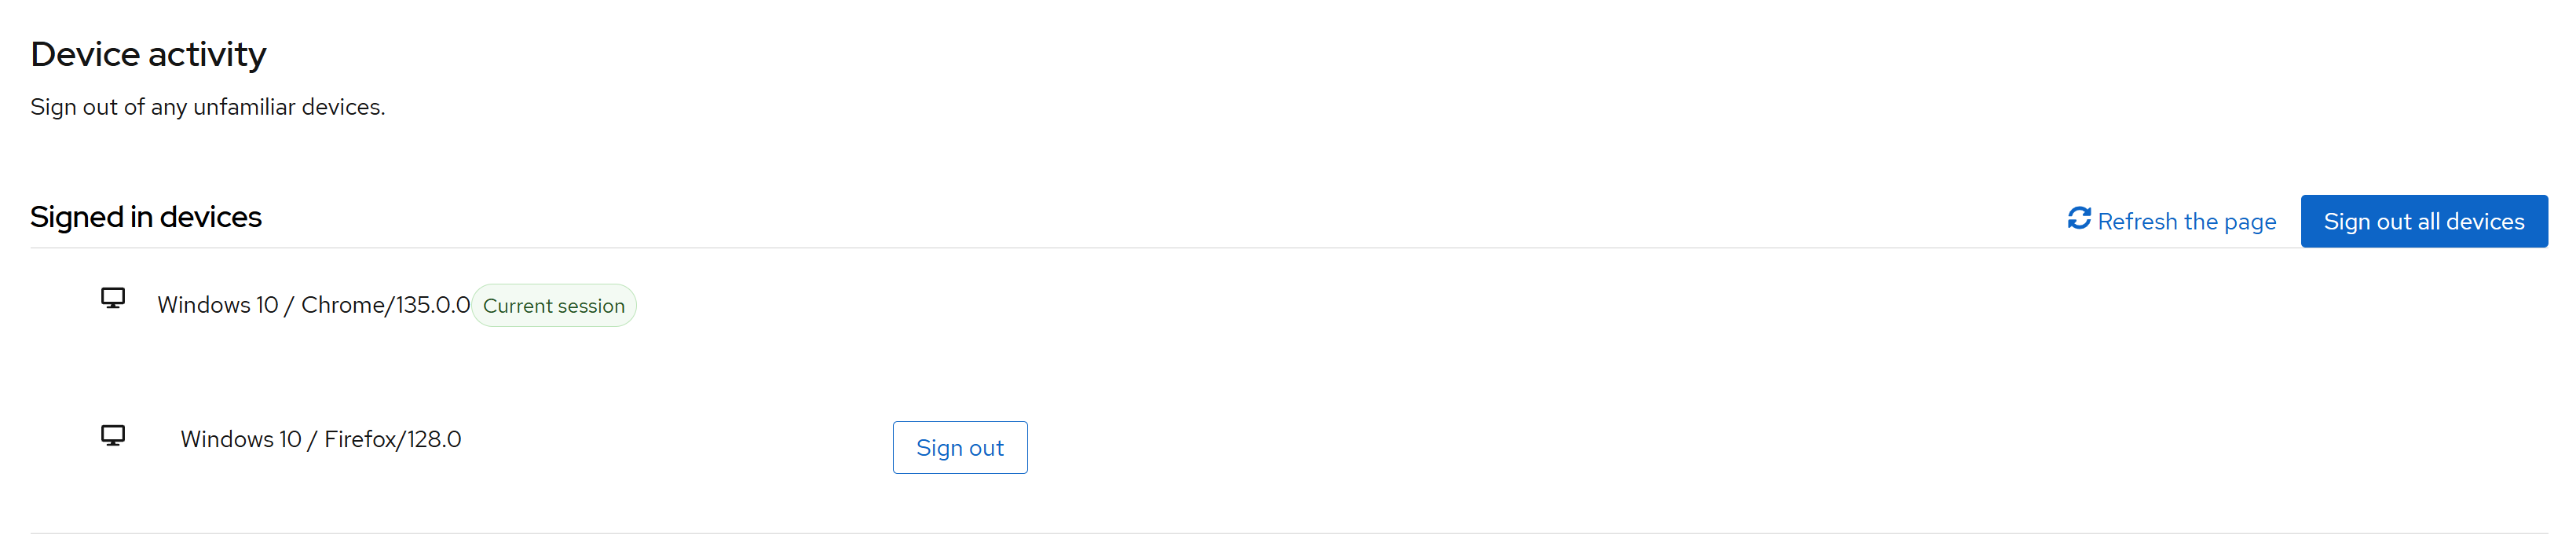 Device activity
Sign out of any unfamiliar devices.
Signed in devices
Refresh the page
Sign out all devices
Windows 10 / Chrome/135.0.0 Current session
Windows 10 / Firefox/128.0
Sign out